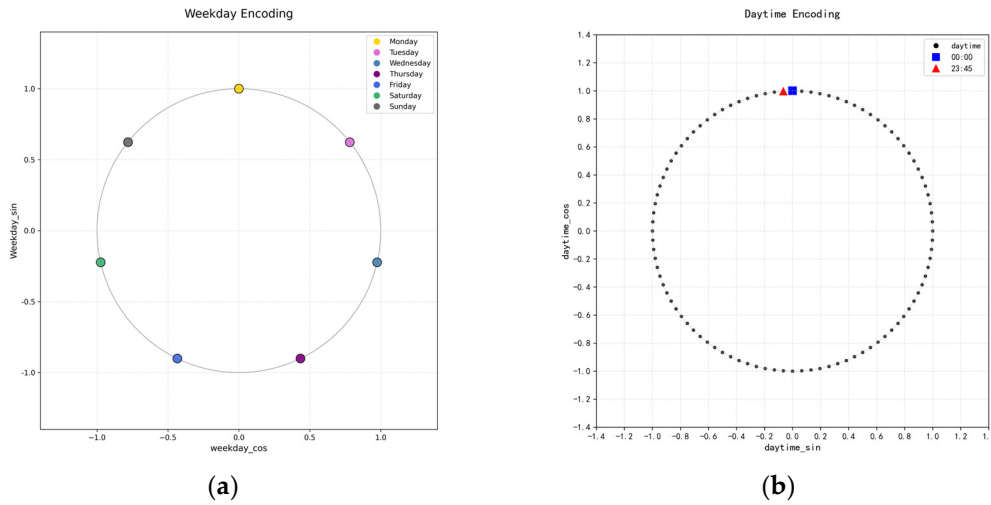 Weekday Encoding
Monday
Tuesday
Wednesday
Thursday
Friday
Saturday
Sunday
1.0
0.5
0.0
-0.5
-1.0
Weekday_sin
−1.0 −0.5 0.0 0.5 1.0
weekday_cos
(a)
Daytime Encoding
daytime
00:00
23:45
1.4
1.2
1.0
0.8
0.6
0.4
0.2
0.0
-0.2
-0.4
-0.6
-0.8
-1.0
-1.2
-1.4
daytime_cos
-1.4 -1.2 -1.0 -0.8 -0.6 -0.4 -0.2 0.0 0.2 0.4 0.6 0.8 1.0 1.2 1.
daytime_sin
(b)